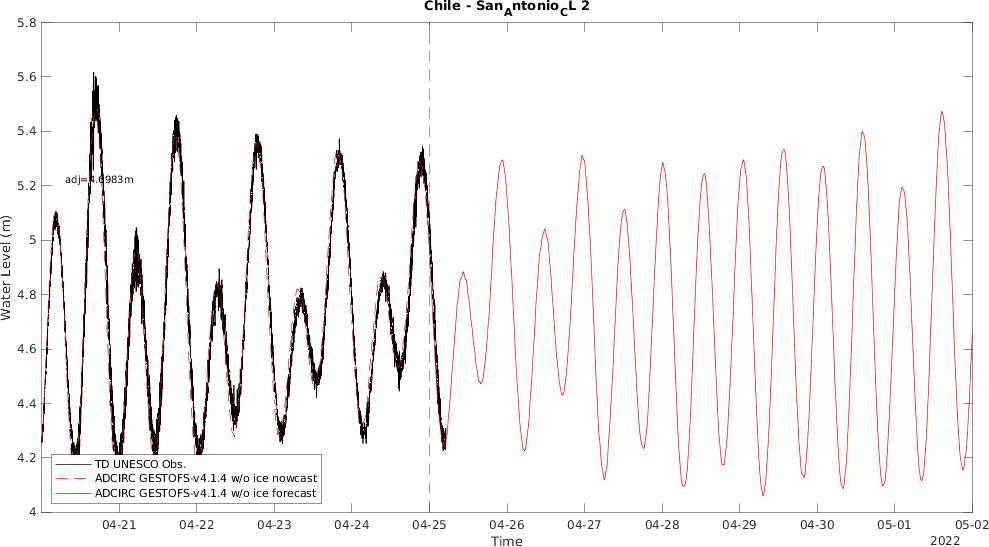 Chile - San_Antonio_CL 2
5.8
5.6
5.4
5.2
5
4.8
4.6
4.4
4.2
4
Water Level (m)
adj=4.6983m
TD UNESCO Obs.
ADCIRC GESTOFS-v4.1.4 w/o ice nowcast
ADCIRC GESTOFS-v4.1.4 w/o ice forecast
04-21 04-22 04-23 04-24 04-25 04-26 04-27 04-28 04-29 04-30 05-01 05-02
Time
2022